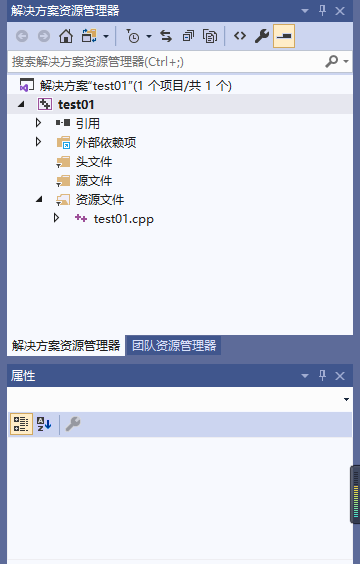 解决方案资源管理器
搜索解决方案资源管理器(Ctrl+;)
解决方案"test01"(1 个项目/共 1 个)
test01
引用
外部依赖项
头文件
源文件
资源文件
test01.cpp
解决方案资源管理器 团队资源管理器
属性